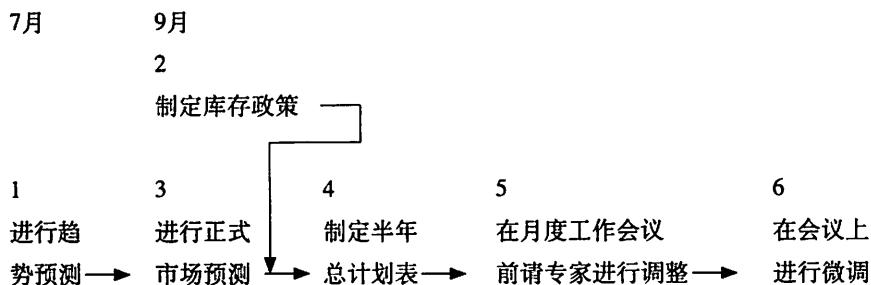 7月 9月
2
制定库存政策
1 3 4 5 6
进行趋 进行正式 制定半年 在月度工作会议 在会议上
势预测 市场预测 总计划表 前请专家进行调整 进行微调